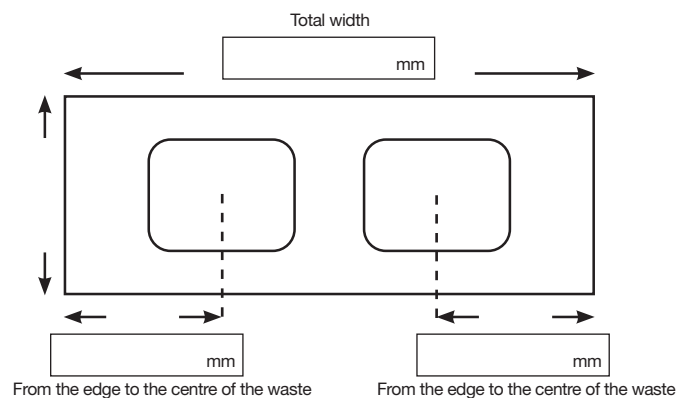 Total width
mm
mm
mm
From the edge to the centre of the waste
From the edge to the centre of the waste